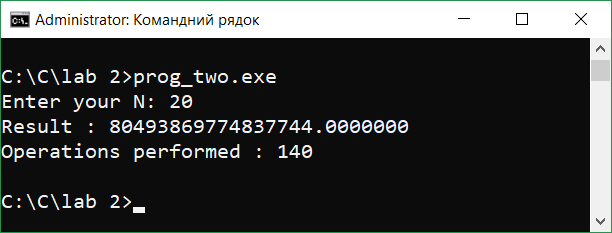 Administrator: Командний рядок
C:\C\lab 2>prog_two.exe
Enter your N: 20
Result : 80493869774837744.0000000
Operations performed : 140
C:\C\lab 2>